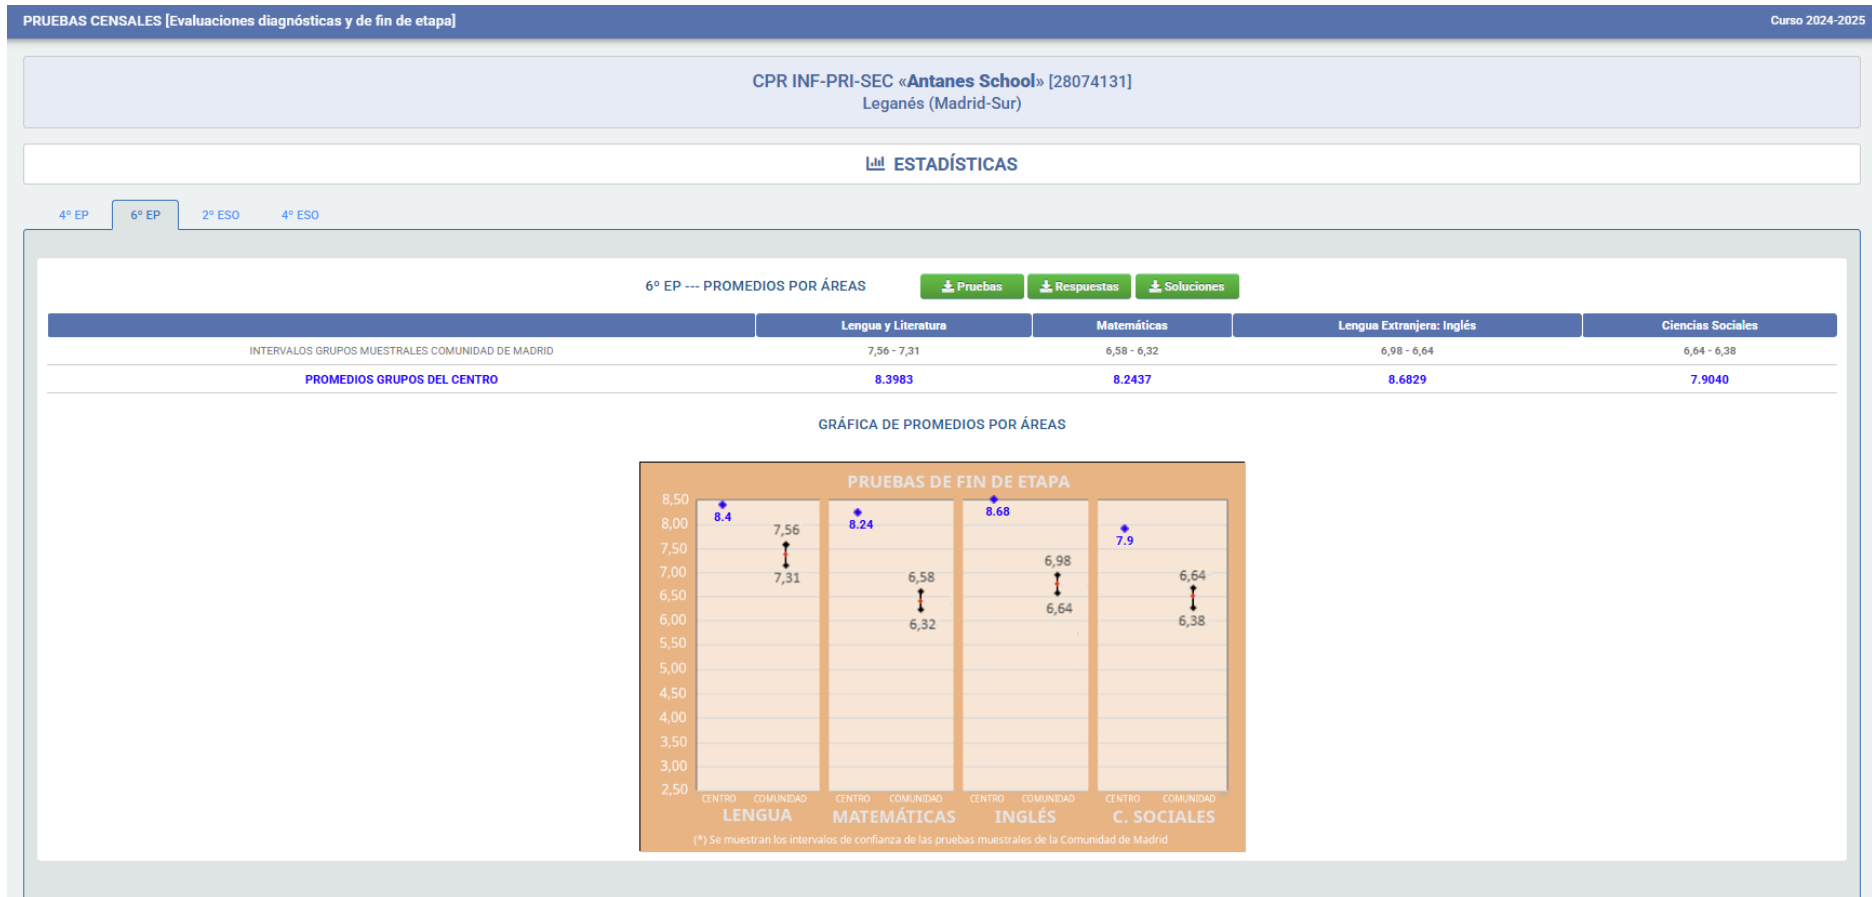 PRUEBAS CENSALES [Evaluaciones diagnósticas y de fin de etapa] Curso 2024-2025
CPR INF-PRI-SEC «Antanes School» [28074131]
Leganés (Madrid-Sur)
ESTADÍSTICAS
4º EP 6º EP 2º ESO 4º ESO
6º EP --- PROMEDIOS POR ÁREAS Pruebas Respuestas Soluciones
Lengua y Literatura Matemáticas Lengua Extranjera: Inglés Ciencias Sociales
INTERVALOS GRUPOS MUESTRALES COMUNIDAD DE MADRID 7,56 - 7,31 6,58 - 6,32 6,98 - 6,64 6,64 - 6,38
PROMEDIOS GRUPOS DEL CENTRO 8.3983 8.2437 8.6829 7.9040
GRÁFICA DE PROMEDIOS POR ÁREAS
PRUEBAS DE FIN DE ETAPA
8,50
8,00
7,50
7,00
6,50
6,00
5,50
5,00
4,50
4,00
3,50
3,00
2,50
8.4
7,56
7,31
8.24
6,58
6,32
8.68
6,98
6,64
7.9
6,64
6,38
CENTRO COMUNIDAD CENTRO COMUNIDAD CENTRO COMUNIDAD CENTRO COMUNIDAD
LENGUA MATEMÁTICAS INGLÉS C. SOCIALES
(*) Se muestran los intervalos de confianza de las pruebas muestrales de la Comunidad de Madrid